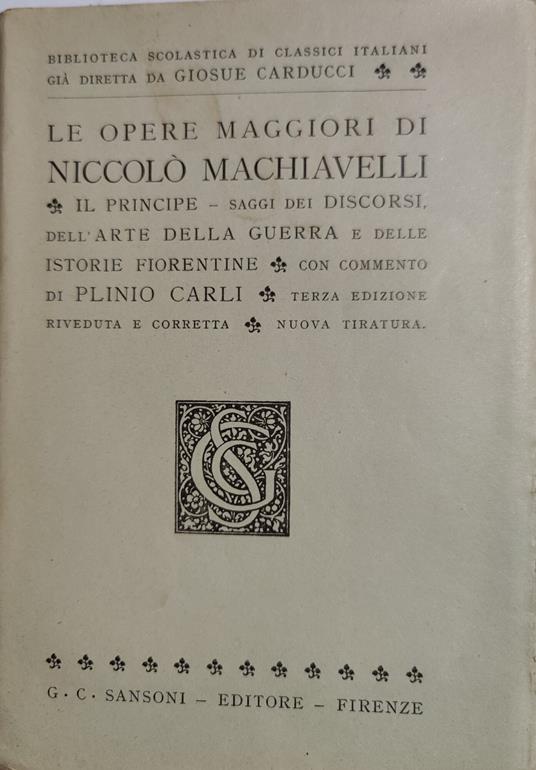 BIBLIOTECA SCOLASTICA DI CLASSICI ITALIANI
GIÀ DIRETTA DA GIOSUE CARDUCCI
LE OPERE MAGGIORI DI
NICCOLÒ MACHIAVELLI
IL PRINCIPE – SAGGI DEI DISCORSI,
DELL'ARTE DELLA GUERRA E DELLE
ISTORIE FIORENTINE CON COMMENTO
DI PLINIO CARLI TERZA EDIZIONE
RIVEDUTA E CORRETTA NUOVA TIRATURA.
GCS
G. C. SANSONI – EDITORE – FIRENZE